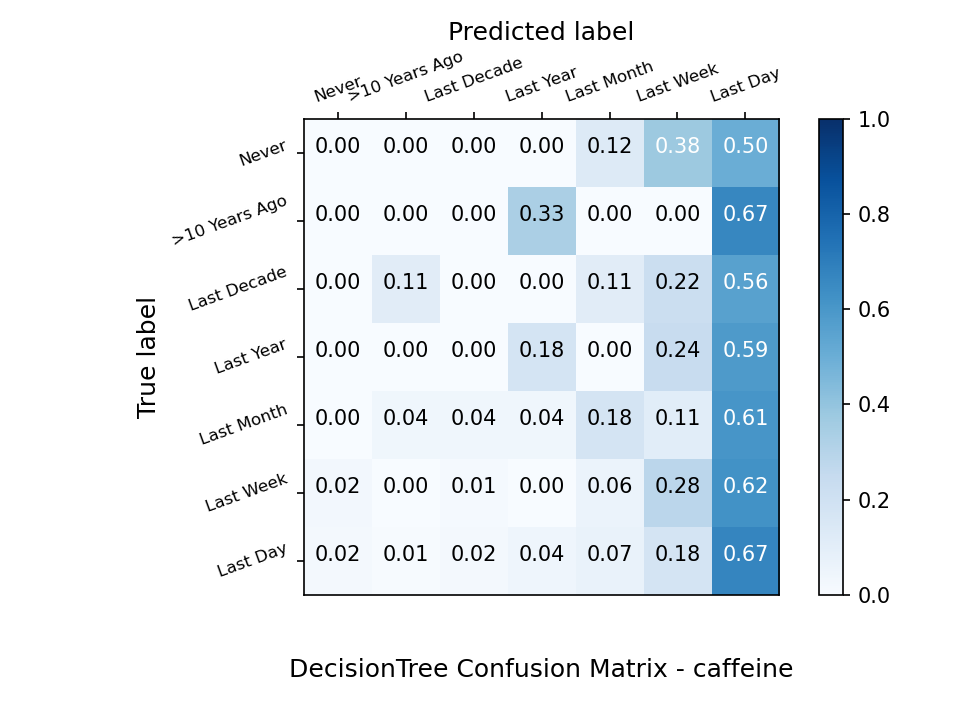 Predicted label
Never >10 Years Ago Last Decade Last Year Last Month Last Week Last Day
Never 0.00 0.00 0.00 0.00 0.12 0.38 0.50
>10 Years Ago 0.00 0.00 0.00 0.33 0.00 0.00 0.67
Last Decade 0.00 0.11 0.00 0.00 0.11 0.22 0.56
Last Year 0.00 0.00 0.00 0.18 0.00 0.24 0.59
Last Month 0.00 0.04 0.04 0.04 0.18 0.11 0.61
Last Week 0.02 0.00 0.01 0.00 0.06 0.28 0.62
Last Day 0.02 0.01 0.02 0.04 0.07 0.18 0.67
True label
1.0
0.8
0.6
0.4
0.2
0.0
DecisionTree Confusion Matrix - caffeine